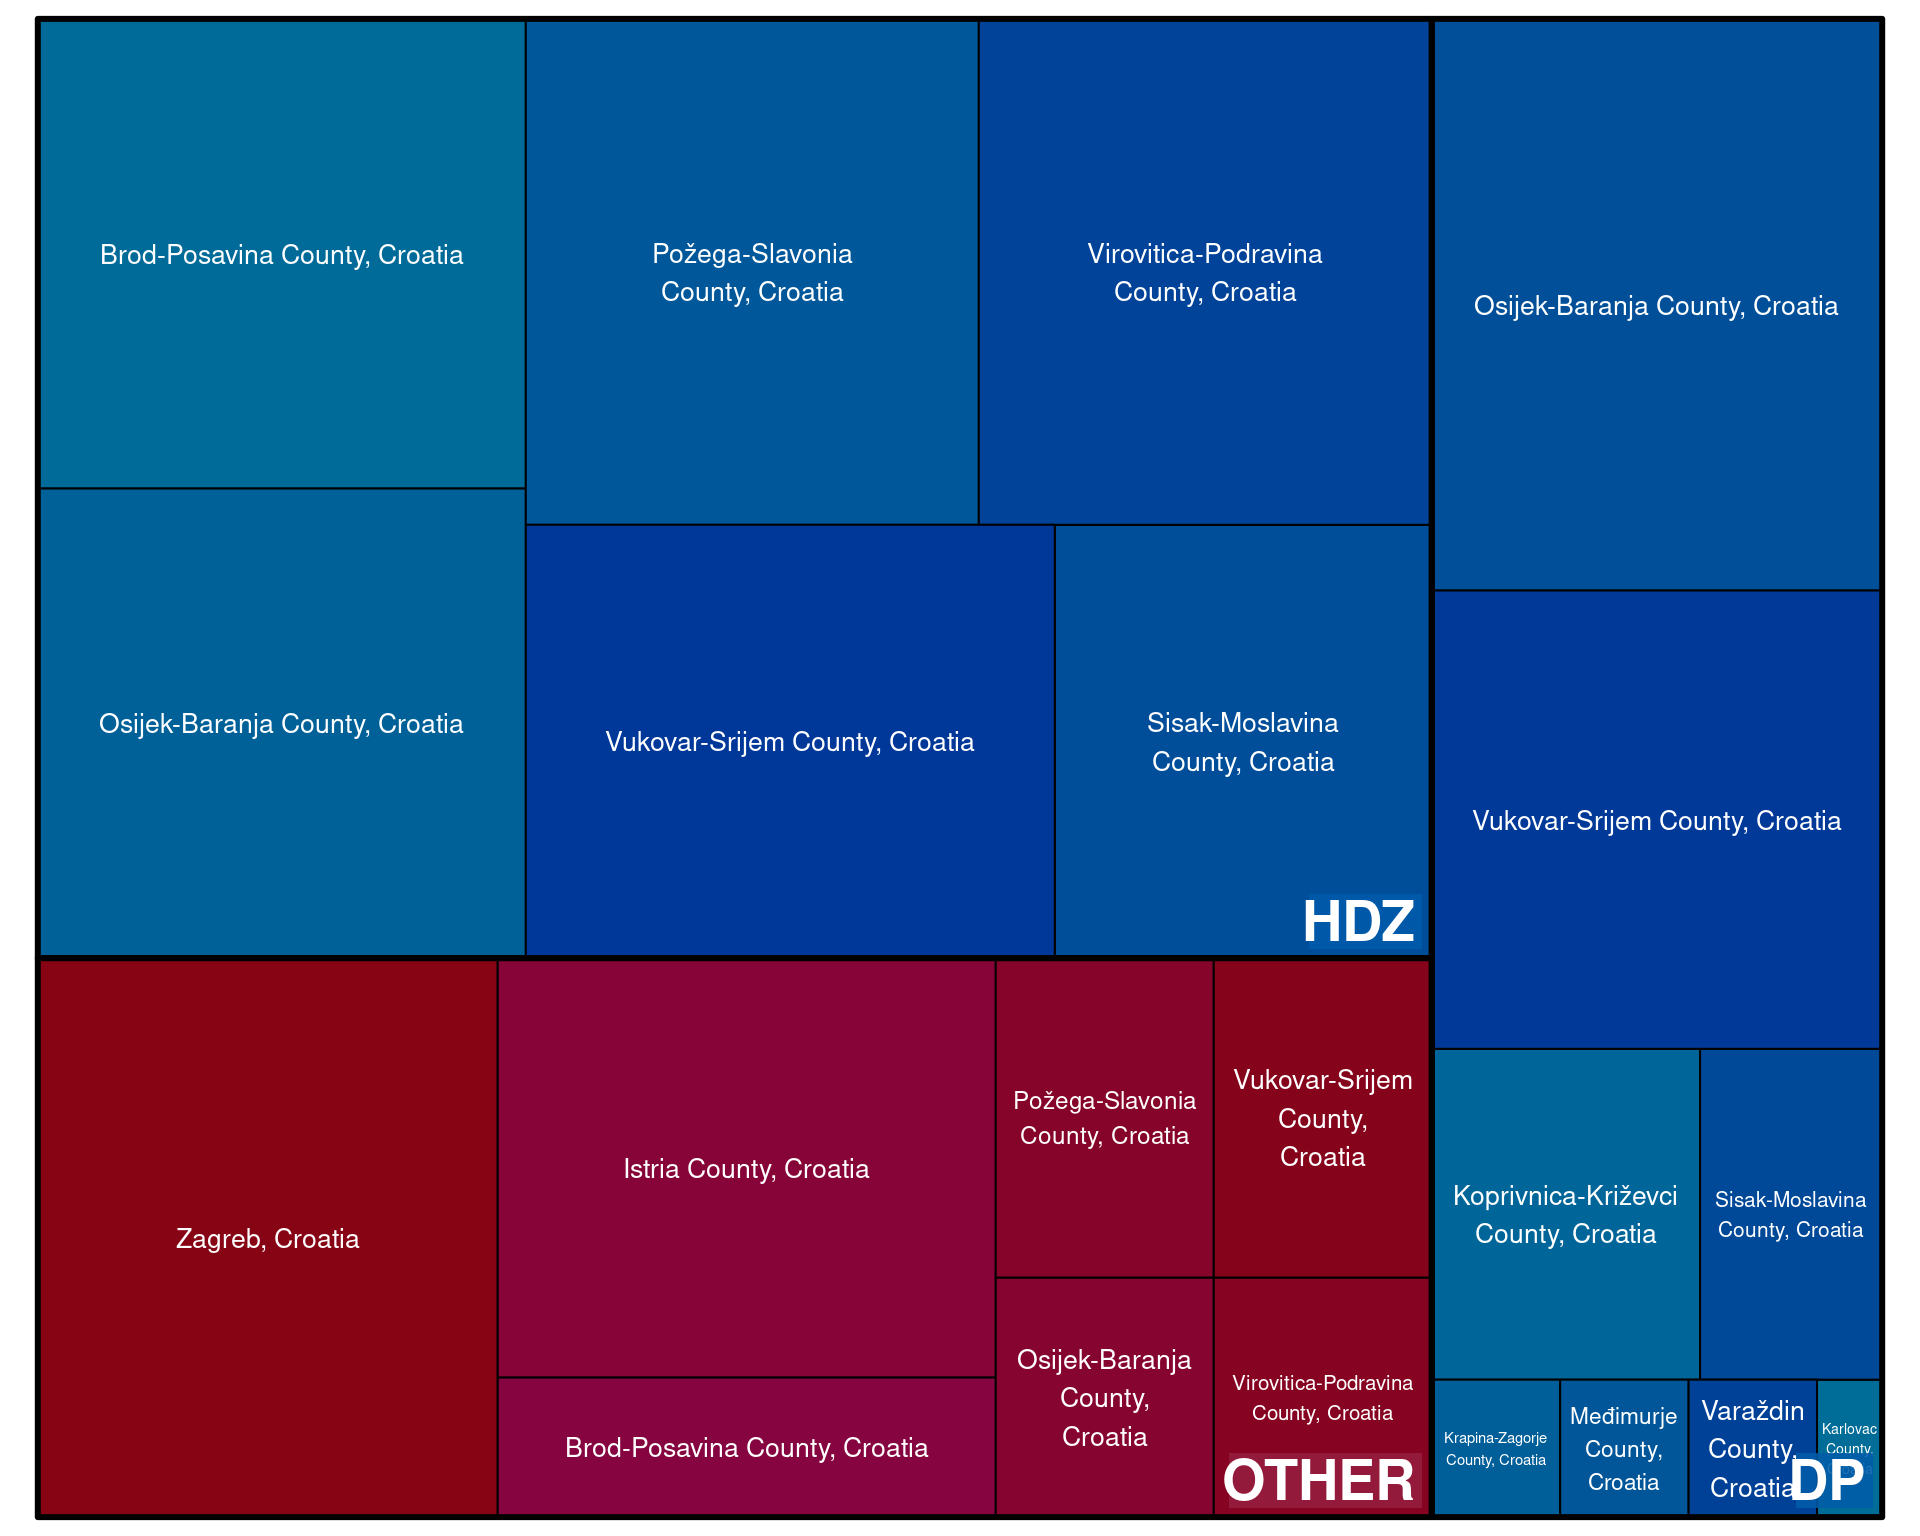 Brod-Posavina County, Croatia
Požega-Slavonia
County, Croatia
Virovitica-Podravina
County, Croatia
Osijek-Baranja County, Croatia
Vukovar-Srijem County, Croatia
Sisak-Moslavina
County, Croatia
HDZ
Zagreb, Croatia
Istria County, Croatia
Brod-Posavina County, Croatia
Požega-Slavonia
County, Croatia
Vukovar-Srijem
County,
Croatia
Osijek-Baranja
County,
Croatia
Virovitica-Podravina
County, Croatia
OTHER
Osijek-Baranja County, Croatia
Vukovar-Srijem County, Croatia
Koprivnica-Križevci
County, Croatia
Sisak-Moslavina
County, Croatia
Krapina-Zagorje
County, Croatia
Međimurje
County,
Croatia
Varaždin
County,
Croatia
Karlovac
County,
DP